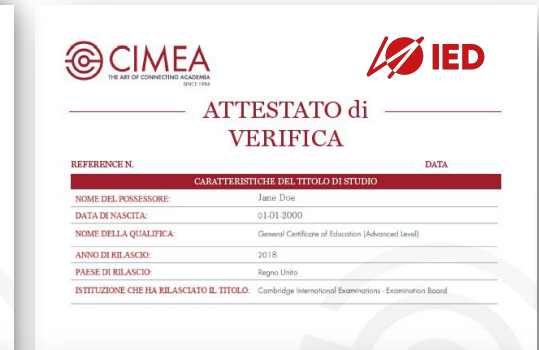 CIMEA
THE ART OF CONNECTING ACADEMIA
SINCE 1984
IED
ATTESTATO di
VERIFICA
REFERENCE N. DATA
CARATTERISTICHE DEL TITOLO DI STUDIO
NOME DEL POSSESSORE: Jane Doe
DATA DI NASCITA: 01-01-2000
NOME DELLA QUALIFICA: General Certificate of Education (Advanced Level)
ANNO DI RILASCIO: 2018
PAESE DI RILASCIO: Regno Unito
ISTITUZIONE CHE HA RILASCIATO IL TITOLO: Cambridge International Examinations - Examination Board